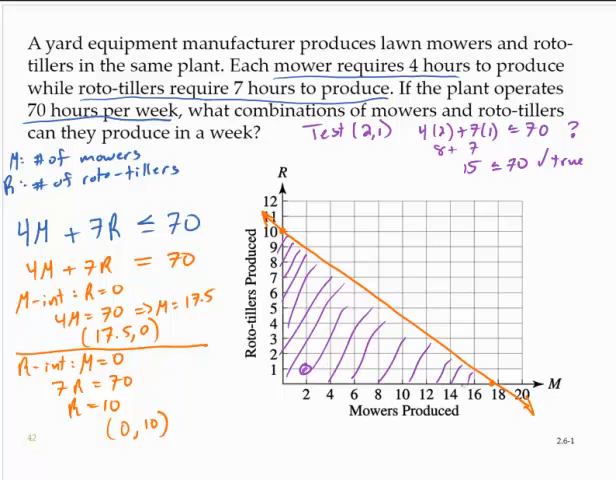 A yard equipment manufacturer produces lawn mowers and roto-
tillers in the same plant. Each mower requires 4 hours to produce
while roto-tillers require 7 hours to produce. If the plant operates
70 hours per week, what combinations of mowers and roto-tillers
can they produce in a week?
Test (2,1) 4(2)+7(1) ≤ 70 ?
8 + 7
15 ≤ 70 ✓ true
M: # of mowers
R: # of roto-tillers
4M + 7R ≤ 70
4M + 7R = 70
M-int: R=0
4M = 70 => M = 17.5
(17.5, 0)
R-int: M=0
7R = 70
R = 10
(0, 10)
R
12
11
10
9
8
7
6
5
4
3
2
1
Roto-tillers Produced
2 4 6 8 10 12 14 16 18 20 M
Mowers Produced
42
2.6-1